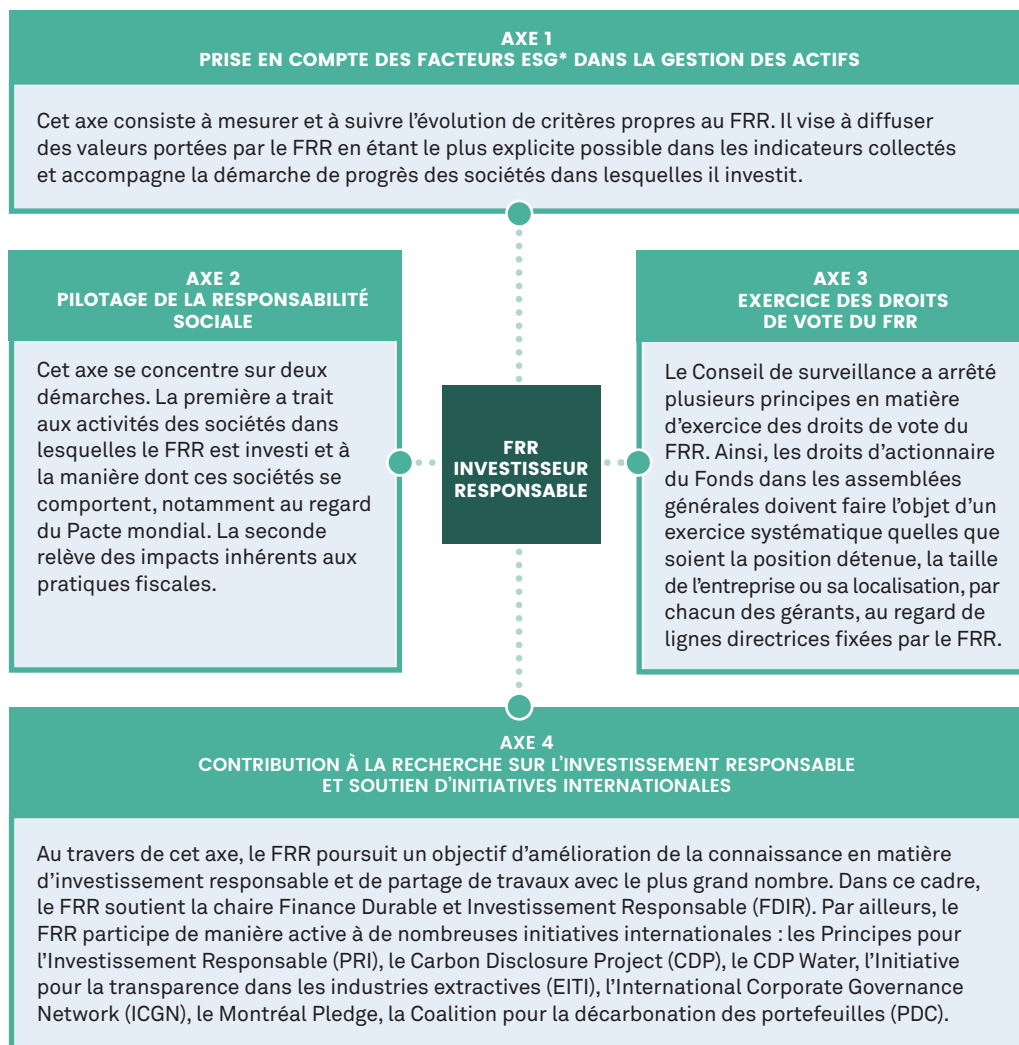 AXE 1
PRISE EN COMPTE DES FACTEURS ESG* DANS LA GESTION DES ACTIFS
Cet axe consiste à mesurer et à suivre l’évolution de critères propres au FRR. Il vise à diffuser
des valeurs portées par le FRR en étant le plus explicite possible dans les indicateurs collectés
et accompagne la démarche de progrès des sociétés dans lesquelles il investit.
AXE 2
PILOTAGE DE LA RESPONSABILITÉ
SOCIALE
Cet axe se concentre sur deux
démarches. La première a trait
aux activités des sociétés dans
lesquelles le FRR est investi et à
la manière dont ces sociétés se
comportent, notamment au regard
du Pacte mondial. La seconde
relève des impacts inhérents aux
pratiques fiscales.
FRR
INVESTISSEUR
RESPONSABLE
AXE 3
EXERCICE DES DROITS
DE VOTE DU FRR
Le Conseil de surveillance a arrêté
plusieurs principes en matière
d’exercice des droits de vote du
FRR. Ainsi, les droits d’actionnaire
du Fonds dans les assemblées
générales doivent faire l’objet d’un
exercice systématique quelles que
soient la position détenue, la taille
de l’entreprise ou sa localisation, par
chacun des gérants, au regard de
lignes directrices fixées par le FRR.
AXE 4
CONTRIBUTION À LA RECHERCHE SUR L’INVESTISSEMENT RESPONSABLE
ET SOUTIEN D’INITIATIVES INTERNATIONALES
Au travers de cet axe, le FRR poursuit un objectif d’amélioration de la connaissance en matière
d’investissement responsable et de partage de travaux avec le plus grand nombre. Dans ce cadre,
le FRR soutient la chaire Finance Durable et Investissement Responsable (FDIR). Par ailleurs, le
FRR participe de manière active à de nombreuses initiatives internationales : les Principes pour
l’Investissement Responsable (PRI), le Carbon Disclosure Project (CDP), le CDP Water, l’Initiative
pour la transparence dans les industries extractives (EITI), l’International Corporate Governance
Network (ICGN), le Montréal Pledge, la Coalition pour la décarbonation des portefeuilles (PDC).